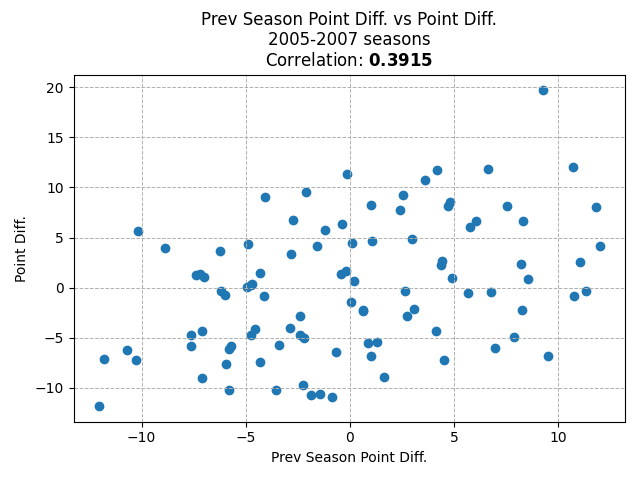 Prev Season Point Diff. vs Point Diff.
2005-2007 seasons
Correlation: 0.3915
20
15
10
5
0
−5
−10
Point Diff.
−10
−5
0
5
10
Prev Season Point Diff.